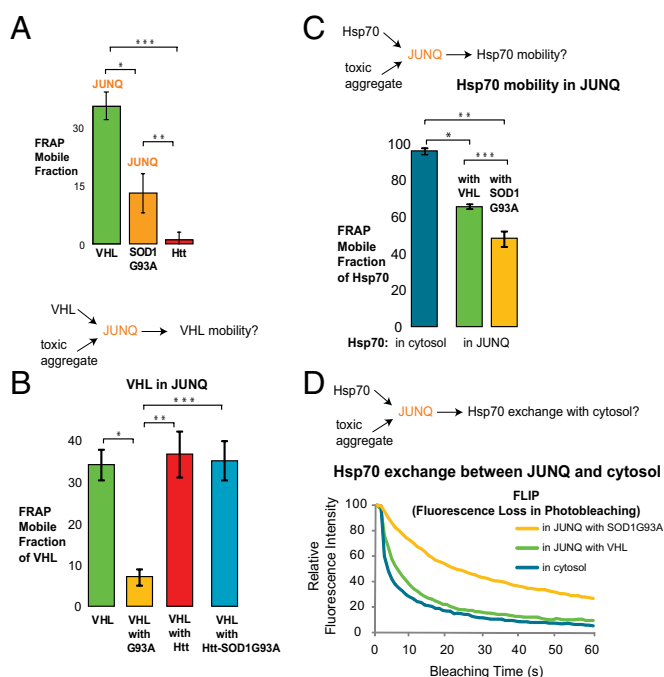 A
***
*
JUNQ
**
JUNQ
30
15
0
FRAP
Mobile
Fraction
VHL
SOD1
G93A
Htt
VHL
JUNQ
VHL mobility?
toxic
aggregate
B
VHL in JUNQ
***
*
**
40
30
20
10
0
FRAP
Mobile
Fraction
of VHL
VHL
VHL
with
G93A
VHL
with
Htt
VHL
with
Htt-SOD1G93A
C
Hsp70
JUNQ
Hsp70 mobility?
toxic
aggregate
Hsp70 mobility in JUNQ
**
*
***
100
80
60
40
20
0
with
VHL
with
SOD1
G93A
FRAP
Mobile
Fraction
of Hsp70
Hsp70:
in cytosol
in JUNQ
D
Hsp70
JUNQ
Hsp70 exchange with cytosol?
toxic
aggregate
Hsp70 exchange between JUNQ and cytosol
FLIP
(Fluorescence Loss in Photobleaching)
in JUNQ with SOD1G93A
in JUNQ with VHL
in cytosol
Relative
Fluorescence Intensity
100
80
60
40
20
0
0
10
20
30
40
50
60
Bleaching Time (s)